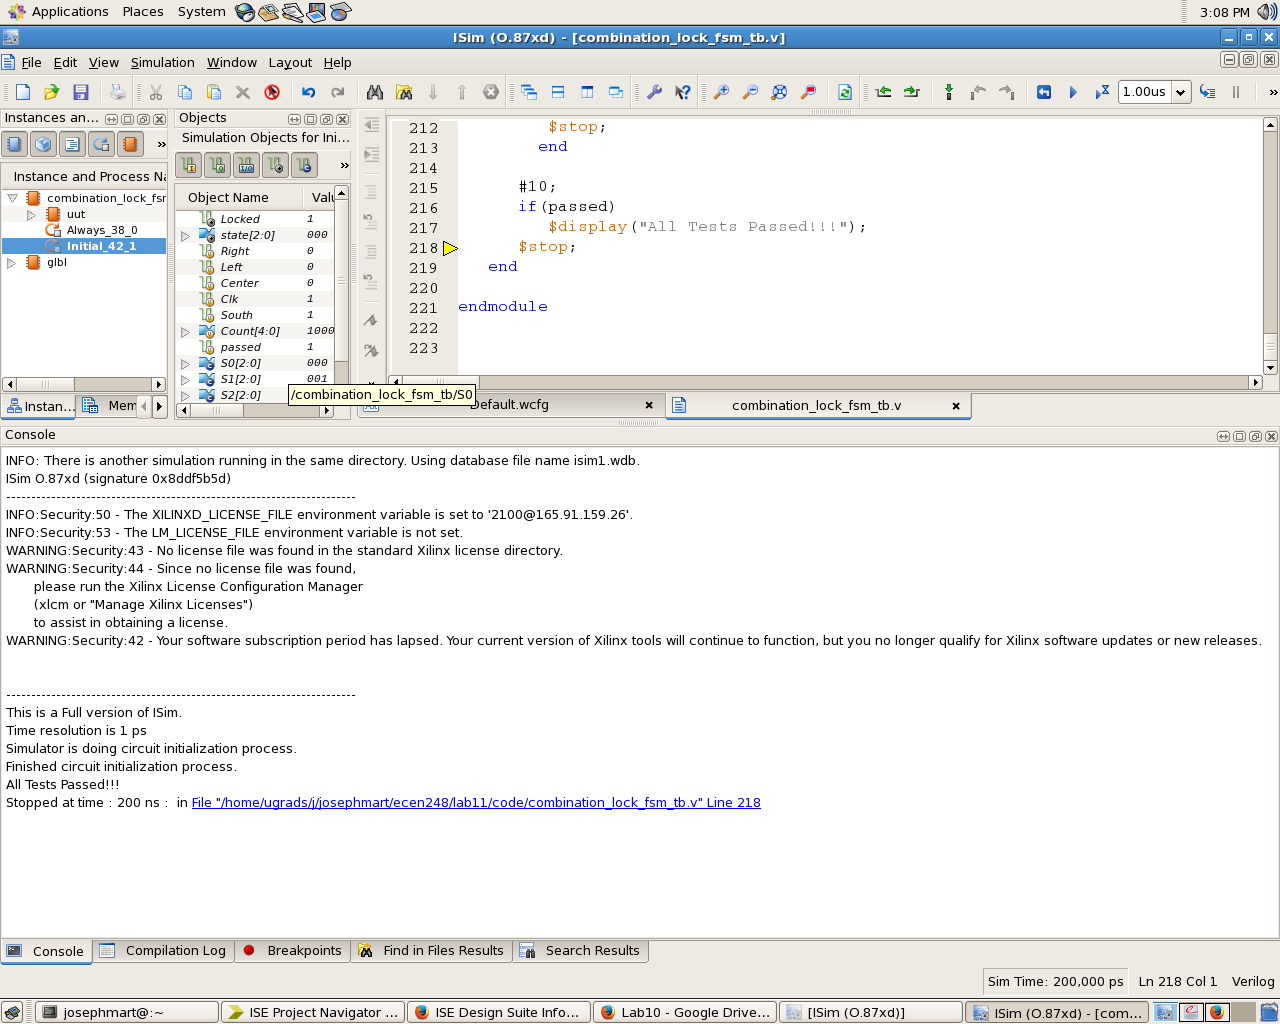 Applications Places System 3:08 PM
ISim (O.87xd) - [combination_lock_fsm_tb.v]
File Edit View Simulation Window Layout Help
1.00us
»
Instances an...
Objects
Simulation Objects for Ini...
»
»
Instance and Process Na
combination_lock_fsm
uut
Always_38_0
Initial_42_1
glbl
Object Name Valu
Locked 1
state[2:0] 000
Right 0
Left 0
Center 0
Clk 1
South 1
Count[4:0] 1000
passed 1
S0[2:0] 000
S1[2:0] 001
S2[2:0]
/combination_lock_fsm_tb/S0
Instan...
Mem
212 $stop;
213 end
214
215 #10;
216 if(passed)
217 $display("All Tests Passed!!!");
218 $stop;
219 end
220
221 endmodule
222
223
Default.wcfg
combination_lock_fsm_tb.v
Console
INFO: There is another simulation running in the same directory. Using database file name isim1.wdb.
ISim O.87xd (signature 0x8ddf5b5d)
----------------------------------------------------------------------
INFO:Security:50 - The XILINXD_LICENSE_FILE environment variable is set to '2100@165.91.159.26'.
INFO:Security:53 - The LM_LICENSE_FILE environment variable is not set.
WARNING:Security:43 - No license file was found in the standard Xilinx license directory.
WARNING:Security:44 - Since no license file was found,
please run the Xilinx License Configuration Manager
(xlcm or "Manage Xilinx Licenses")
to assist in obtaining a license.
WARNING:Security:42 - Your software subscription period has lapsed. Your current version of Xilinx tools will continue to function, but you no longer qualify for Xilinx software updates or new releases.
----------------------------------------------------------------------
This is a Full version of ISim.
Time resolution is 1 ps
Simulator is doing circuit initialization process.
Finished circuit initialization process.
All Tests Passed!!!
Stopped at time : 200 ns : in File "/home/ugrads/j/josephmart/ecen248/lab11/code/combination_lock_fsm_tb.v" Line 218
Console Compilation Log Breakpoints Find in Files Results Search Results
Sim Time: 200,000 ps Ln 218 Col 1 Verilog
josephmart@:~ ISE Project Navigator ... ISE Design Suite Info... Lab10 - Google Drive... [ISim (O.87xd)] ISim (O.87xd) - [com...